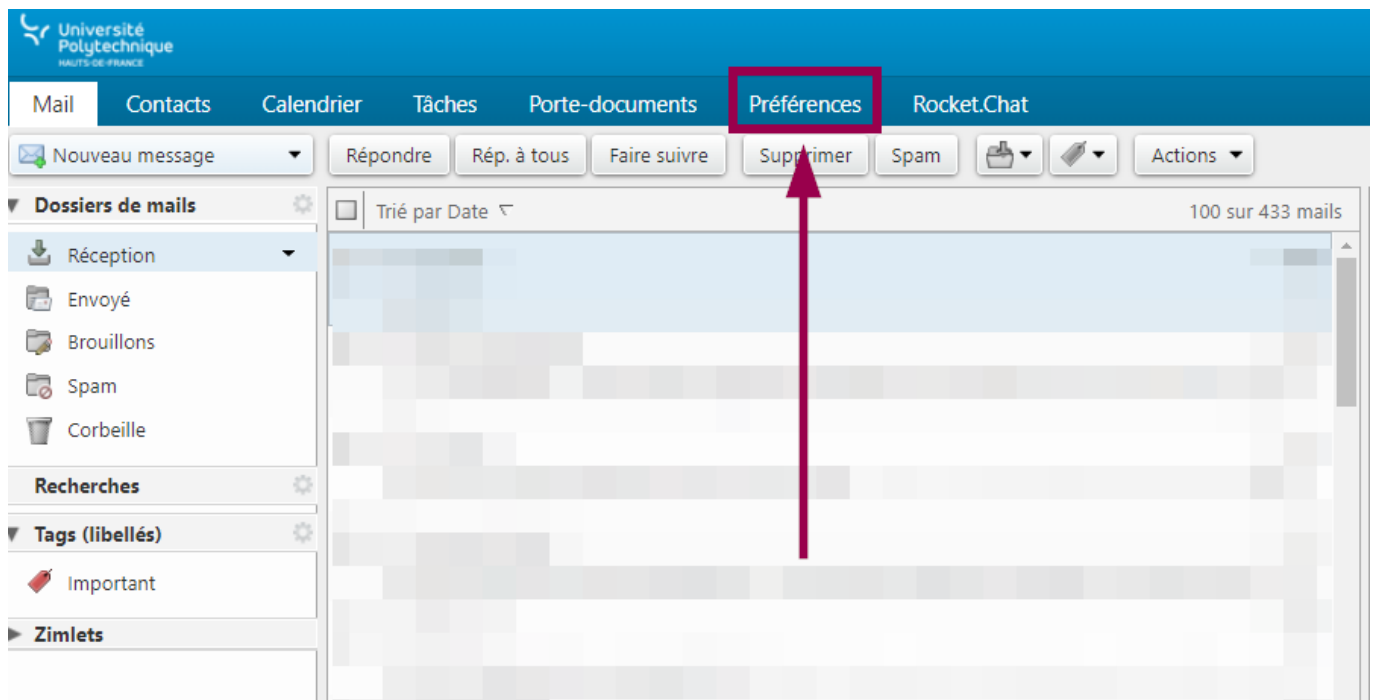 Université
Polytechnique
HAUTS-DE-FRANCE
Mail Contacts Calendrier Tâches Porte-documents Préférences Rocket.Chat
Nouveau message Répondre Rép. à tous Faire suivre Supprimer Spam Actions
Dossiers de mails Trié par Date 100 sur 433 mails
Réception
Envoyé
Brouillons
Spam
Corbeille
Recherches
Tags (libellés)
Important
Zimlets